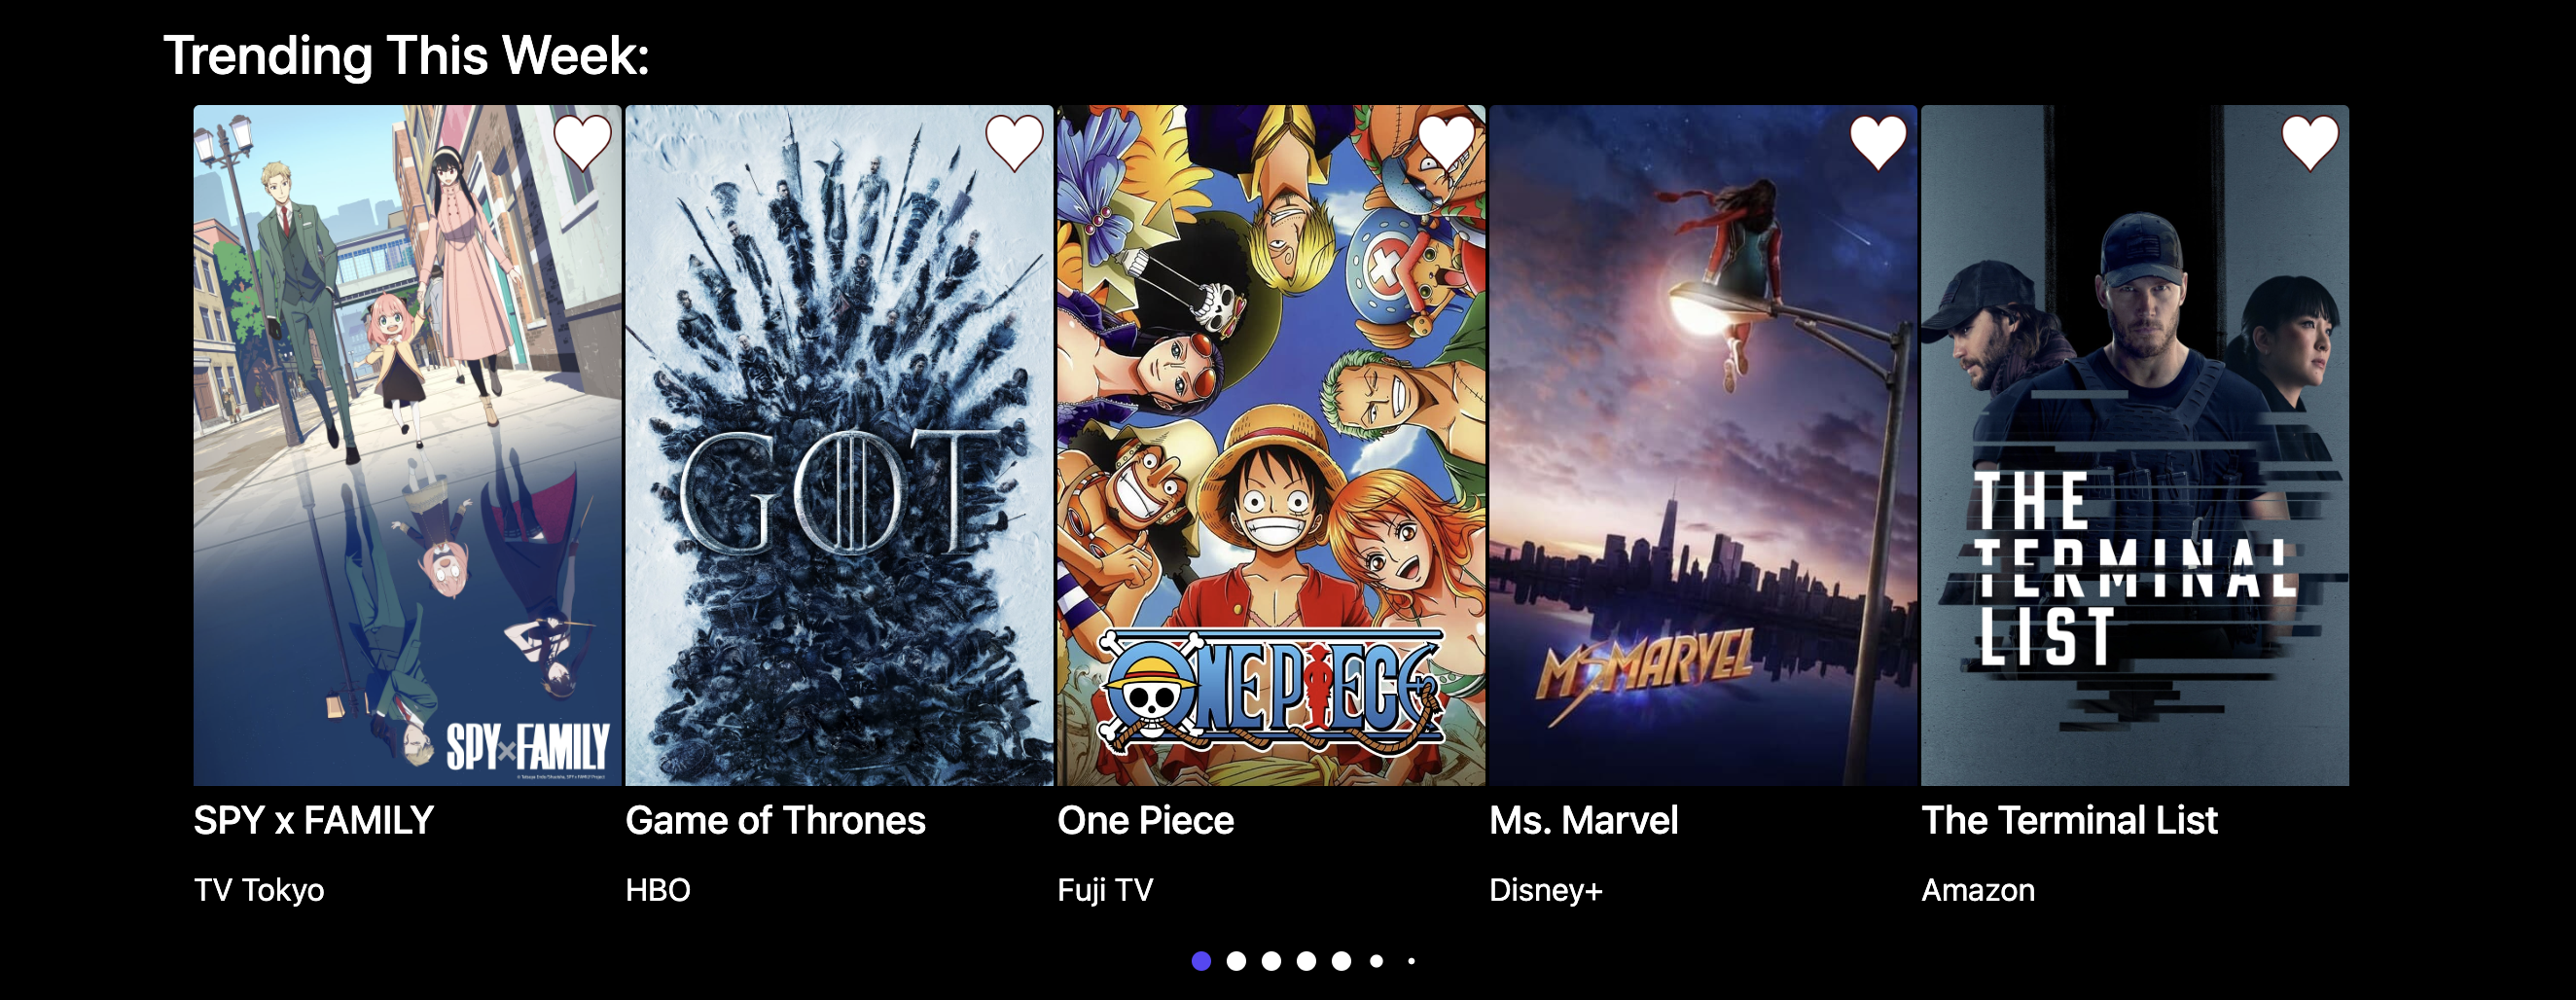 Trending This Week:
SPY×FAMILY
GOT
ONE PIECE
MS. MARVEL
THE
TERMINAL
LIST
SPY x FAMILY
Game of Thrones
One Piece
Ms. Marvel
The Terminal List
TV Tokyo
HBO
Fuji TV
Disney+
Amazon